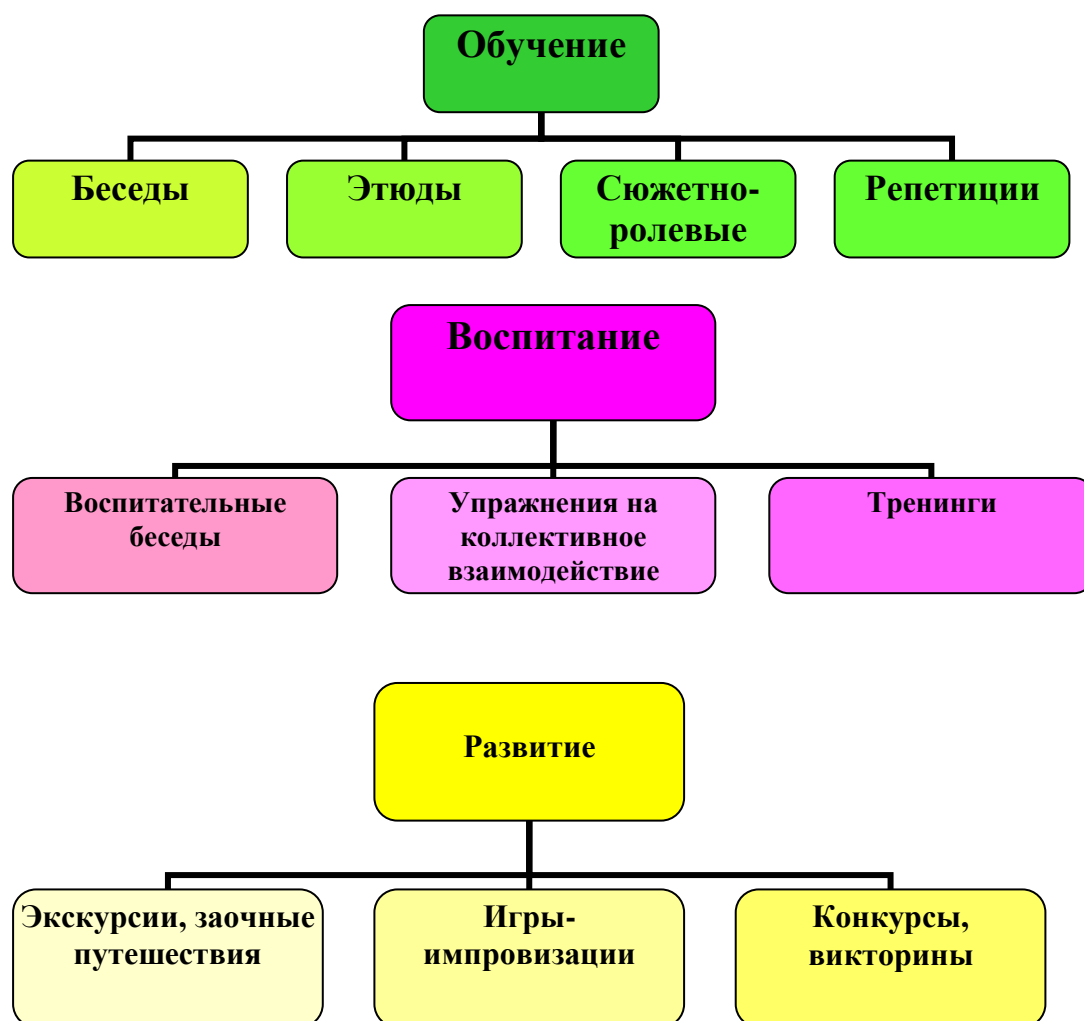 Обучение
Беседы
Этюды
Сюжетно-
ролевые
Репетиции
Воспитание
Воспитательные
беседы
Упражнения на
коллективное
взаимодействие
Тренинги
Развитие
Экскурсии, заочные
путешествия
Игры-
импровизации
Конкурсы,
викторины